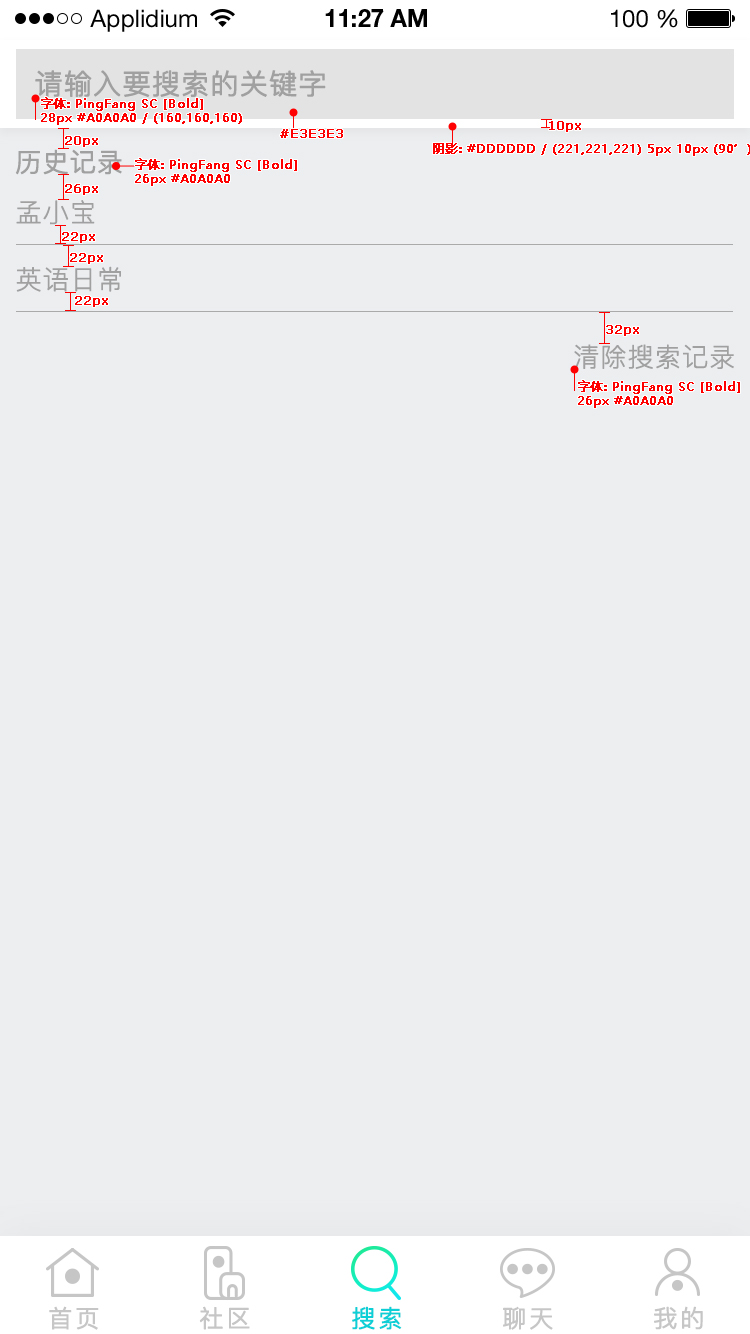 Applidium 11:27 AM 100 %
请输入要搜索的关键字
字体: PingFang SC [Bold]
28px #A0A0A0 / (160,160,160)
#E3E3E3
10px
阴影: #DDDDDD / (221,221,221) 5px 10px (90°)
20px
历史记录
字体: PingFang SC [Bold]
26px #A0A0A0
26px
孟小宝
22px
22px
英语日常
22px
32px
清除搜索记录
字体: PingFang SC [Bold]
26px #A0A0A0
首页 社区 搜索 聊天 我的